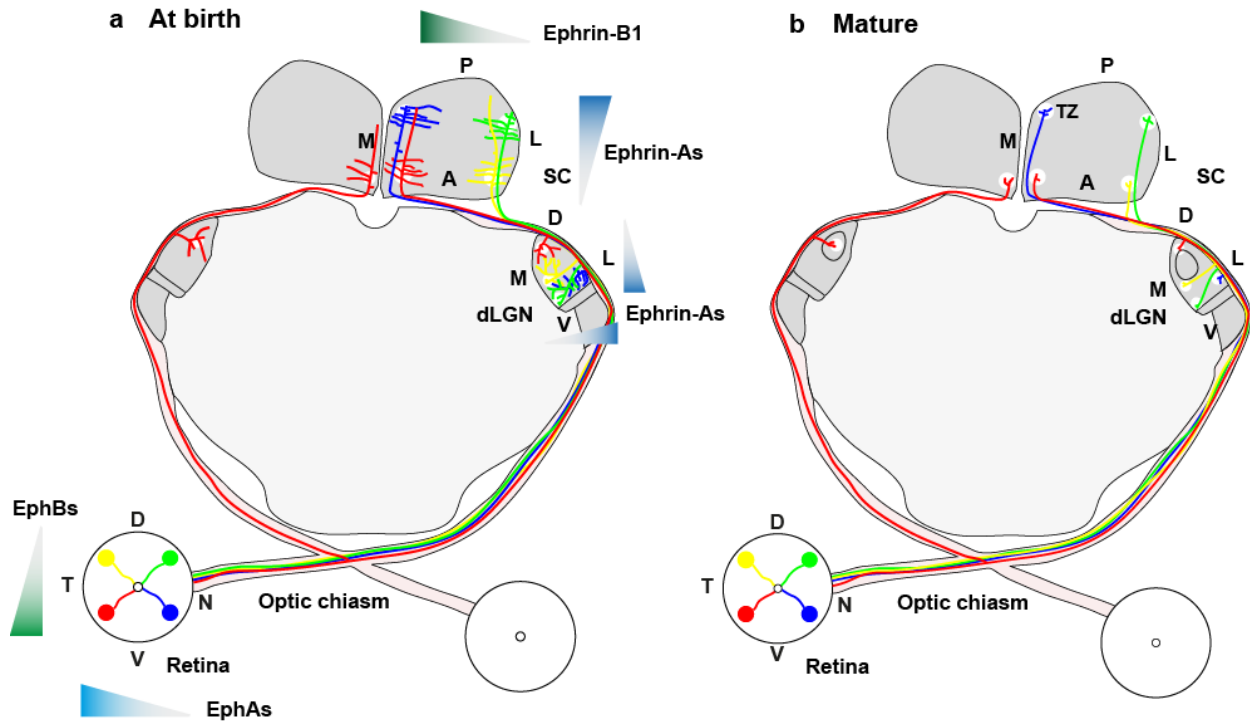 a At birth
Ephrin-B1
P
M
L
Ephrin-As
A
SC
D
L
M
dLGN
V
Ephrin-As
EphBs
D
T
N
Optic chiasm
V
Retina
EphAs
b Mature
P
TZ
M
L
A
SC
D
L
M
dLGN
V
D
T
N
Optic chiasm
V
Retina